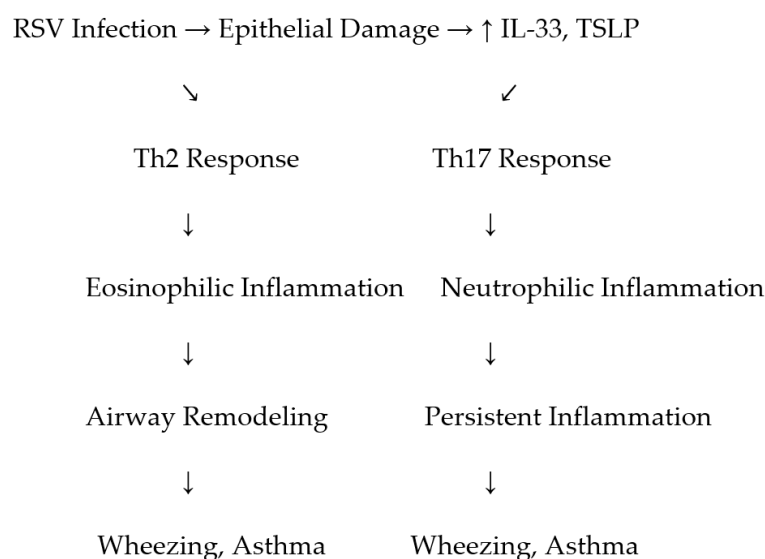 RSV Infection → Epithelial Damage → ↑ IL-33, TSLP
↘ ↙
Th2 Response Th17 Response
↓ ↓
Eosinophilic Inflammation Neutrophilic Inflammation
↓ ↓
Airway Remodeling Persistent Inflammation
↓ ↓
Wheezing, Asthma Wheezing, Asthma